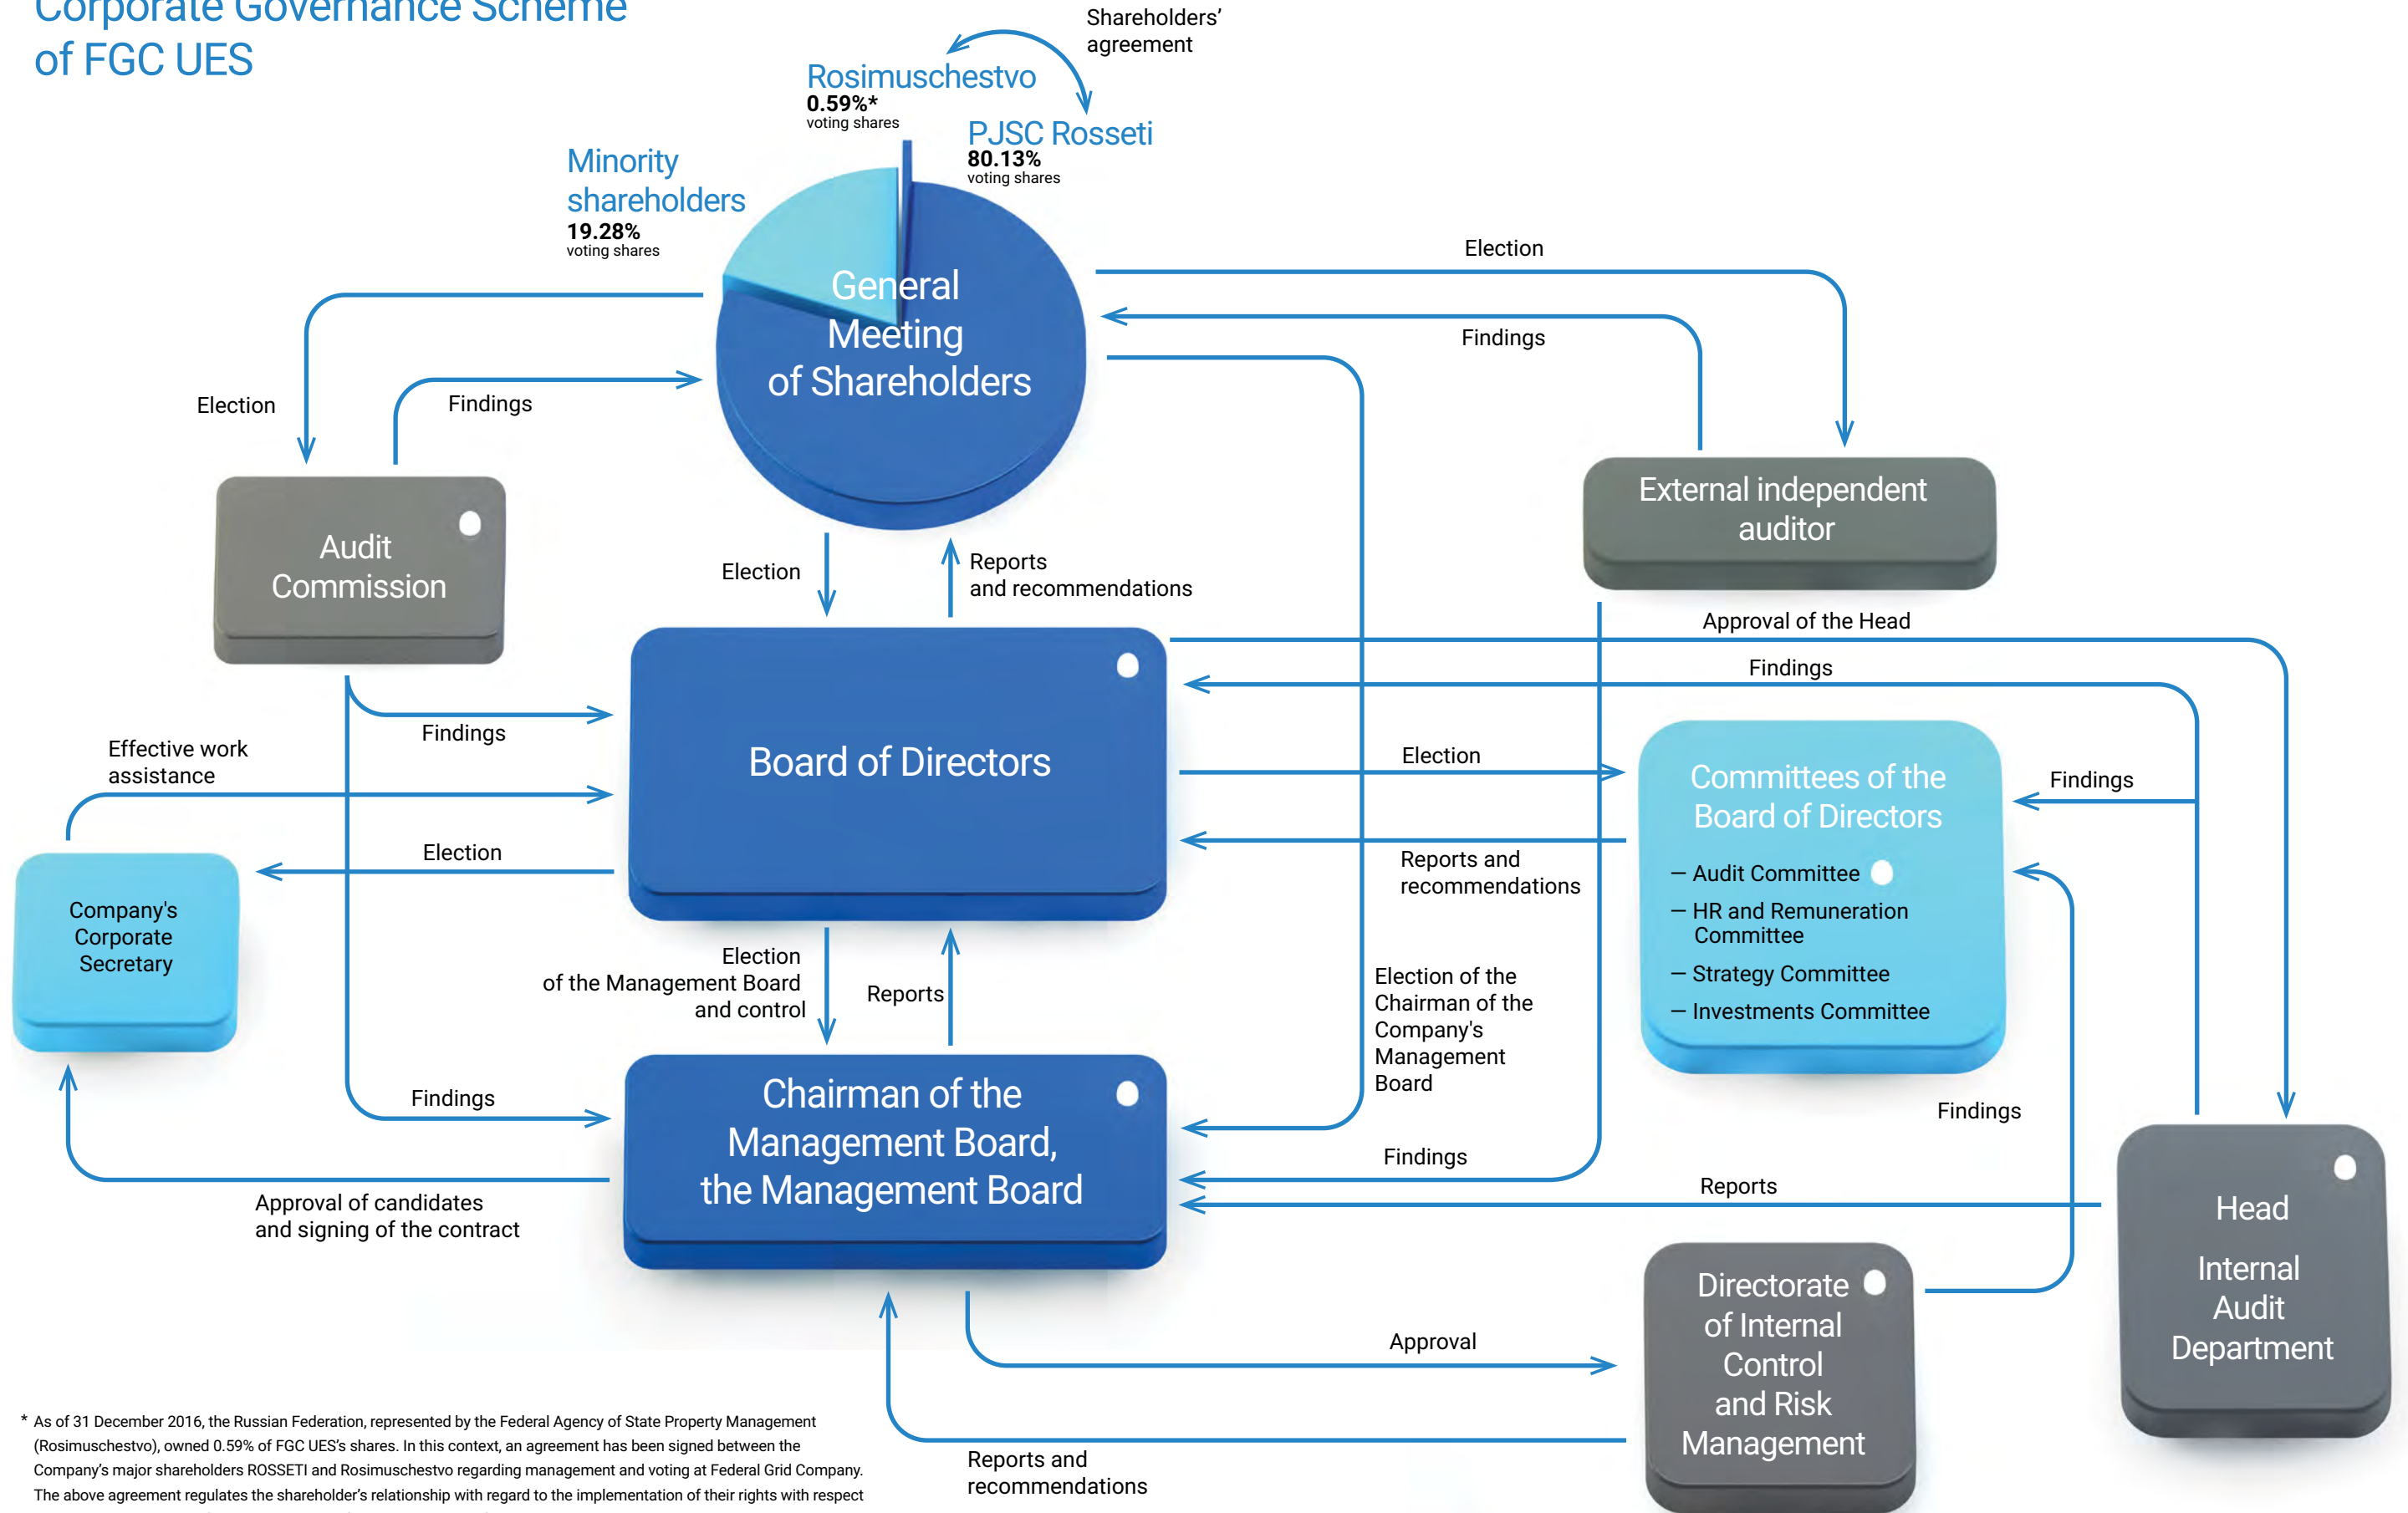 Corporate Governance Scheme
of FGC UES
Shareholders’
agreement
Rosimuschestvo
0.59%*
voting shares
PJSC Rosseti
80.13%
voting shares
Minority
shareholders
19.28%
voting shares
General
Meeting
of Shareholders
Election
Findings
Election
Findings
Audit
Commission
External independent
auditor
Election
Reports
and recommendations
Approval of the Head
Findings
Findings
Effective work
assistance
Board of Directors
Election
Committees of the
Board of Directors
— Audit Committee
— HR and Remuneration
Committee
— Strategy Committee
— Investments Committee
Findings
Election
Reports and
recommendations
Company's
Corporate
Secretary
Election
of the Management Board
and control
Reports
Election of the
Chairman of the
Company's
Management
Board
Findings
Findings
Chairman of the
Management Board,
the Management Board
Findings
Reports
Approval of candidates
and signing of the contract
Head
Internal
Audit
Department
Directorate
of Internal
Control
and Risk
Management
Approval
Reports and
recommendations
* As of 31 December 2016, the Russian Federation, represented by the Federal Agency of State Property Management
(Rosimuschestvo), owned 0.59% of FGC UES’s shares. In this context, an agreement has been signed between the
Company’s major shareholders ROSSETI and Rosimuschestvo regarding management and voting at Federal Grid Company.
The above agreement regulates the shareholder’s relationship with regard to the implementation of their rights with respect